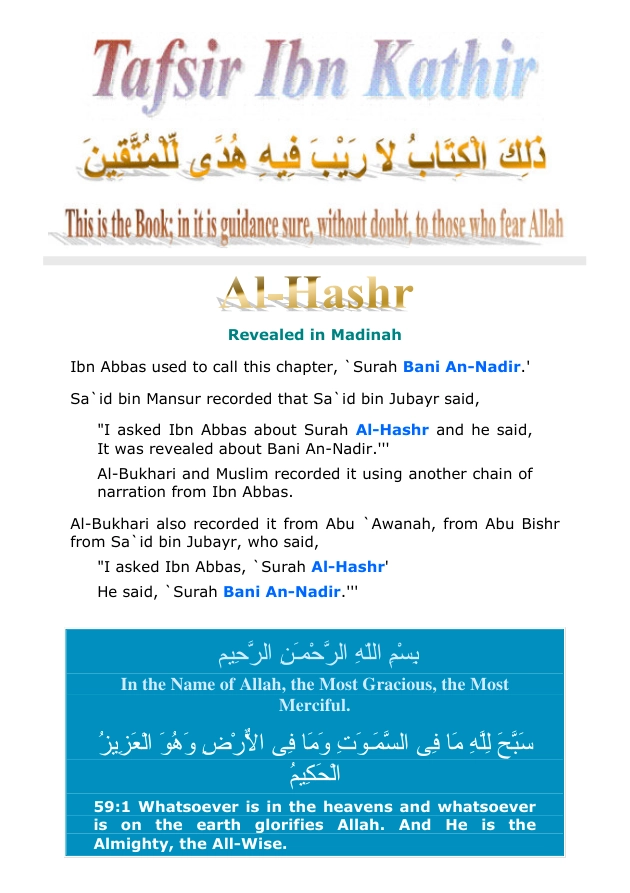 Tafsir Ibn Kathir
ذَلِكَ الْكِتَابُ لاَ رَيْبَ فِيهِ هُدًى لِّلْمُتَّقِينَ
This is the Book; in it is guidance sure, without doubt, to those who fear Allah
Al-Hashr
Revealed in Madinah
Ibn Abbas used to call this chapter, `Surah Bani An-Nadir.'
Sa`id bin Mansur recorded that Sa`id bin Jubayr said,
"I asked Ibn Abbas about Surah Al-Hashr and he said,
It was revealed about Bani An-Nadir.'"
Al-Bukhari and Muslim recorded it using another chain of
narration from Ibn Abbas.
Al-Bukhari also recorded it from Abu `Awanah, from Abu Bishr
from Sa`id bin Jubayr, who said,
"I asked Ibn Abbas, `Surah Al-Hashr'
He said, `Surah Bani An-Nadir.'"
بِسْمِ اللَّهِ الرَّحْمَـنِ الرَّحِيمِ
In the Name of Allah, the Most Gracious, the Most
Merciful.
سَبَّحَ لِلَّهِ مَا فِى السَّمَـوَتِ وَمَا فِى الاٌّرْضِ وَهُوَ الْعَزِيزُ
الْحَكِيمُ
59:1 Whatsoever is in the heavens and whatsoever
is on the earth glorifies Allah. And He is the
Almighty, the All-Wise.